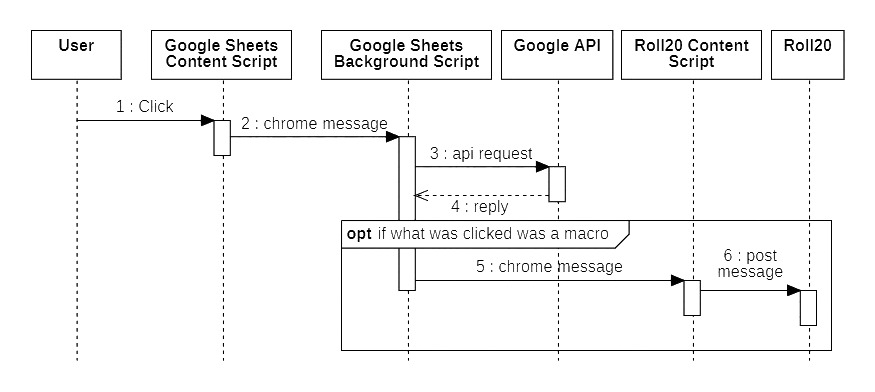 User
Google Sheets
Content Script
Google Sheets
Background Script
Google API
Roll20 Content
Script
Roll20
1 : Click
2 : chrome message
3 : api request
4 : reply
opt if what was clicked was a macro
5 : chrome message
6 : post
message